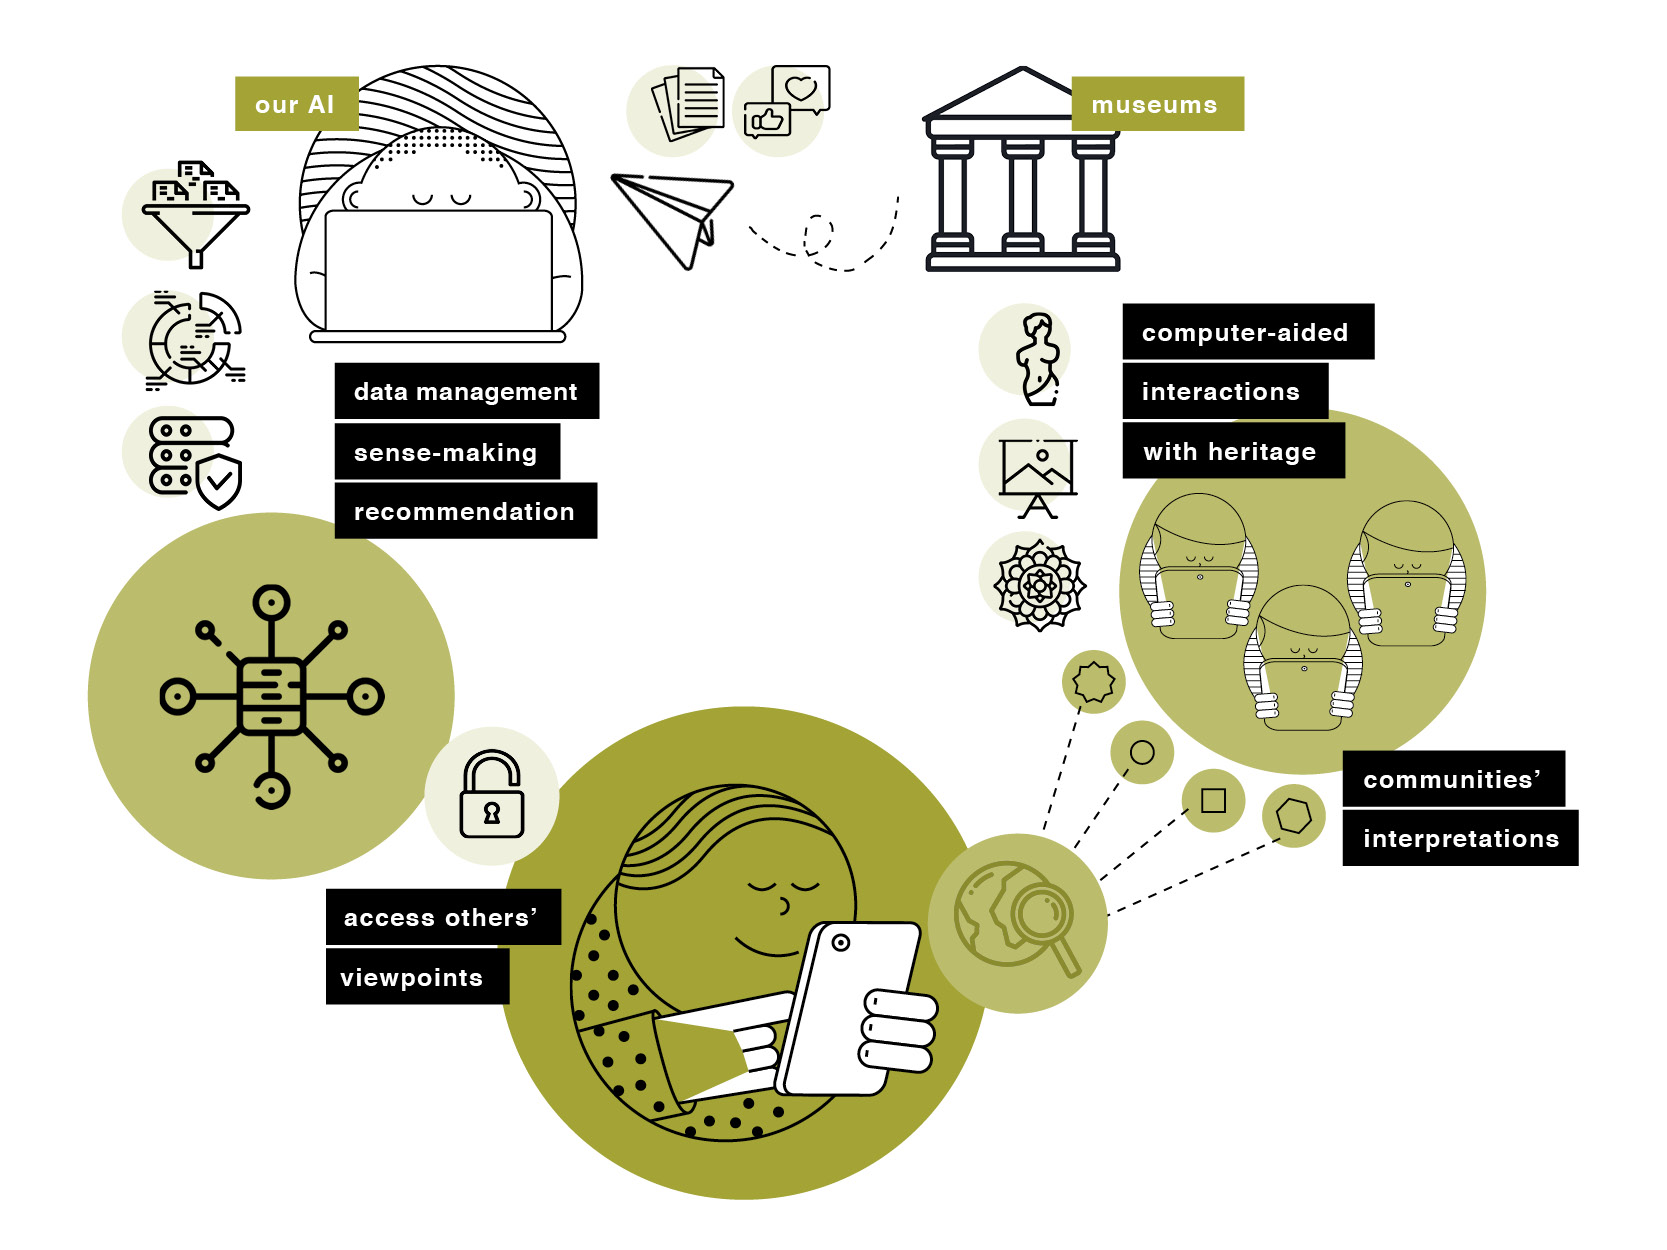 our AI
museums
computer-aided
interactions
with heritage
data management
sense-making
recommendation
communities’
interpretations
access others’
viewpoints